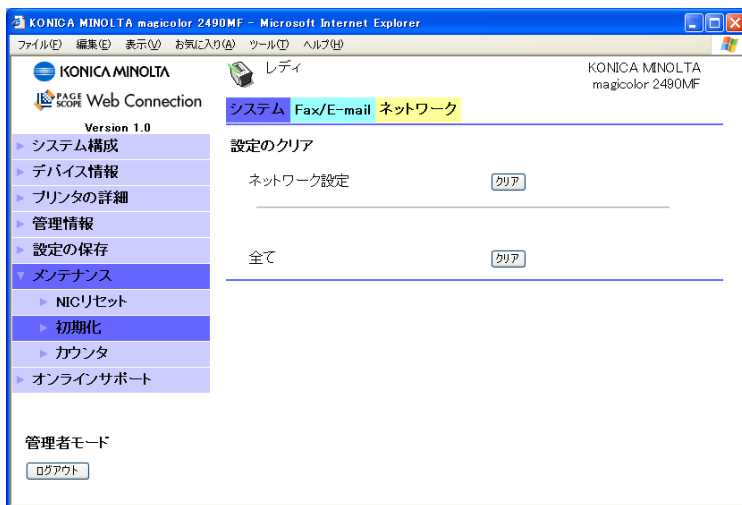 KONICA MINOLTA magicolor 2490MF - Microsoft Internet Explorer
ファイル(F) 編集(E) 表示(V) お気に入り(A) ツール(T) ヘルプ(H)
KONICA MINOLTA
レディ
KONICA MINOLTA
magicolor 2490MF
PAGE SCOPE Web Connection
Version 1.0
システム Fax/E-mail ネットワーク
システム構成
デバイス情報
プリンタの詳細
管理情報
設定の保存
メンテナンス
NICリセット
初期化
カウンタ
オンラインサポート
管理者モード
ログアウト
設定のクリア
ネットワーク設定 クリア
全て クリア